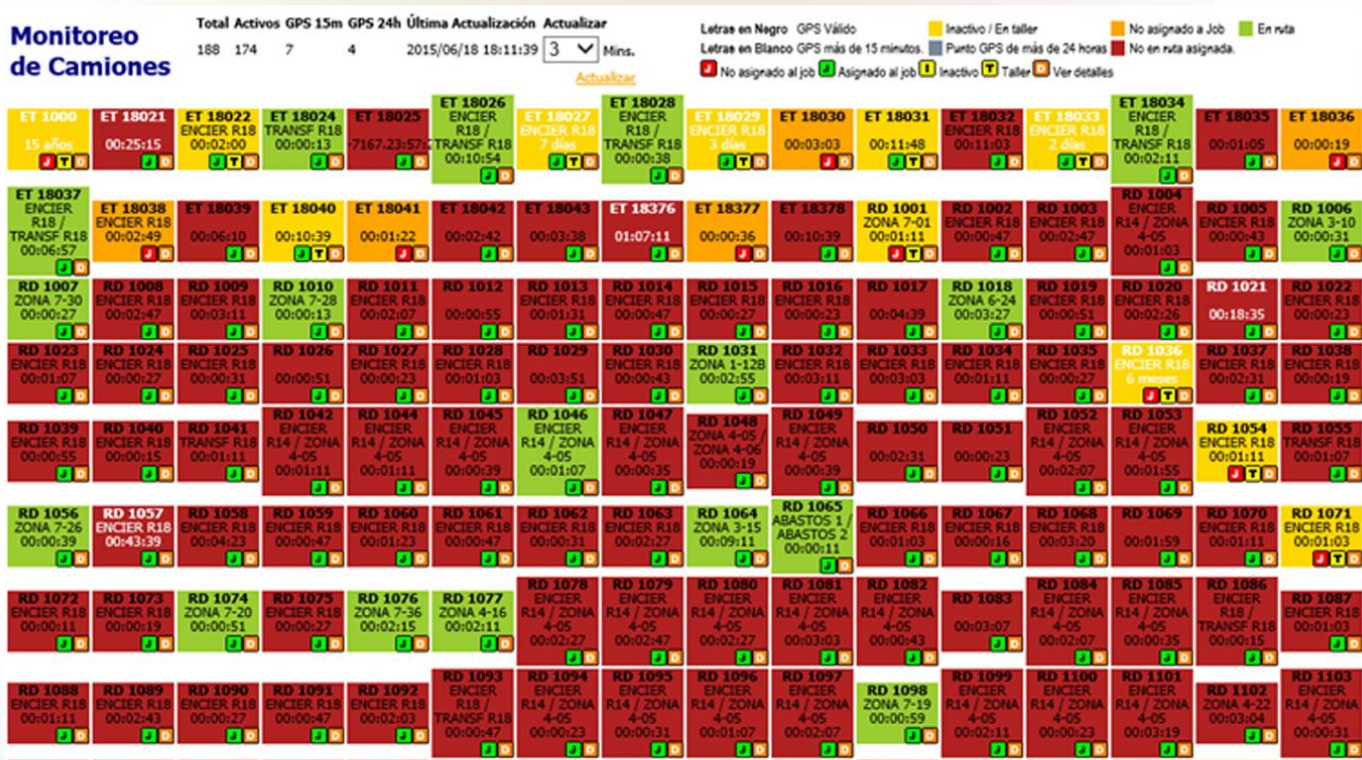 Monitoreo
de Camiones
Total Activos GPS 15m GPS 24h Última Actualización Actualizar
188 174 7 4 2015/06/18 18:11:39 3 Mins.
Actualizar
Letras en Negro GPS Válido Inactivo / En taller No asignado a Job En ruta
Letras en Blanco GPS más de 15 minutos. Punto GPS de más de 24 horas No en ruta asignada.
J No asignado al job J Asignado al job I Inactivo T Taller D Ver detalles
ET 1000
15 años
J T D
ET 18021
00:25:15
J D
ET 18022
ENCIER R18
00:02:00
J T D
ET 18024
TRANSF R18
00:00:13
J D
ET 18025
-7167.23:57:2
J D
ET 18026
ENCIER
R18 /
TRANSF R18
00:10:54
J D
ET 18027
ENCIER R18
7 días
J T D
ET 18028
ENCIER
R18 /
TRANSF R18
00:00:38
J D
ET 18029
ENCIER R18
3 días
J T D
ET 18030
00:03:03
J D
ET 18031
00:11:48
J T D
ET 18032
ENCIER R18
00:11:03
J D
ET 18033
ENCIER R18
2 días
J T D
ET 18034
ENCIER
R18 /
TRANSF R18
00:02:11
J D
ET 18035
00:01:05
J D
ET 18036
00:00:19
J D
ET 18037
ENCIER
R18 /
TRANSF R18
00:06:57
J D
ET 18038
ENCIER R18
00:02:49
J D
ET 18039
00:06:10
J D
ET 18040
00:10:39
J T D
ET 18041
00:01:22
J D
ET 18042
00:02:42
J D
ET 18043
00:03:38
J D
ET 18376
01:07:11
J D
ET 18377
00:00:36
J D
ET 18378
00:10:39
J D
RD 1001
ZONA 7-01
00:01:11
J T D
RD 1002
ENCIER R18
00:00:47
J D
RD 1003
ENCIER R18
00:02:47
J D
RD 1004
ENCIER
R14 / ZONA
4-05
00:01:03
J D
RD 1005
ENCIER R18
00:00:43
J D
RD 1006
ZONA 3-10
00:00:31
J D
RD 1007
ZONA 7-30
00:00:27
J D
RD 1008
ENCIER R18
00:02:47
J D
RD 1009
ENCIER R18
00:03:11
J D
RD 1010
ZONA 7-28
00:00:13
J D
RD 1011
ENCIER R18
00:02:07
J D
RD 1012
00:00:55
J D
RD 1013
ENCIER R18
00:01:31
J D
RD 1014
ENCIER R18
00:00:47
J D
RD 1015
ENCIER R18
00:00:27
J D
RD 1016
ENCIER R18
00:00:23
J D
RD 1017
00:04:39
J D
RD 1018
ZONA 6-24
00:03:27
J D
RD 1019
ENCIER R18
00:00:51
J D
RD 1020
ENCIER R18
00:02:26
J D
RD 1021
00:18:35
J D
RD 1022
ENCIER R18
00:00:23
J D
RD 1023
ENCIER R18
00:01:07
J D
RD 1024
ENCIER R18
00:00:27
J D
RD 1025
ENCIER R18
00:00:31
J D
RD 1026
00:00:51
J D
RD 1027
ENCIER R18
00:00:23
J D
RD 1028
ENCIER R18
00:01:03
J D
RD 1029
00:03:51
J D
RD 1030
ENCIER R18
00:00:43
J D
RD 1031
ZONA 1-12B
00:02:55
J D
RD 1032
ENCIER R18
00:03:11
J D
RD 1033
ENCIER R18
00:03:03
J D
RD 1034
ENCIER R18
00:01:11
J D
RD 1035
ENCIER R18
00:00:27
J D
RD 1036
ENCIER R18
6 meses
J T D
RD 1037
ENCIER R18
00:02:31
J D
RD 1038
ENCIER R18
00:00:19
J D
RD 1039
ENCIER R18
00:00:55
J D
RD 1040
ENCIER R18
00:00:15
J D
RD 1041
TRANSF R18
00:01:11
J D
RD 1042
ENCIER
R14 / ZONA
4-05
00:01:11
J D
RD 1044
ENCIER
R14 / ZONA
4-05
00:01:11
J D
RD 1045
ENCIER
R14 / ZONA
4-05
00:00:39
J D
RD 1046
ENCIER
R14 / ZONA
4-05
00:01:07
J D
RD 1047
ENCIER
R14 / ZONA
4-05
00:00:35
J D
RD 1048
ZONA 4-05 /
ZONA 4-06
00:00:19
J D
RD 1049
ENCIER
R14 / ZONA
4-05
00:00:39
J D
RD 1050
00:02:31
J D
RD 1051
00:00:23
J D
RD 1052
ENCIER
R14 / ZONA
4-05
00:02:07
J D
RD 1053
ENCIER
R14 / ZONA
4-05
00:01:55
J D
RD 1054
ENCIER R18
00:01:11
J T D
RD 1055
TRANSF R18
00:01:07
J D
RD 1056
ZONA 7-26
00:00:39
J D
RD 1057
ENCIER R18
00:43:39
J D
RD 1058
ENCIER R18
00:04:23
J D
RD 1059
ENCIER R18
00:00:47
J D
RD 1060
ENCIER R18
00:01:23
J D
RD 1061
ENCIER R18
00:00:47
J D
RD 1062
ENCIER R18
00:00:31
J D
RD 1063
ENCIER R18
00:02:27
J D
RD 1064
ZONA 3-15
00:09:11
J D
RD 1065
ABASTOS 1 /
ABASTOS 2
00:00:11
J D
RD 1066
ENCIER R18
00:01:03
J D
RD 1067
ENCIER R18
00:00:16
J D
RD 1068
ENCIER R18
00:03:20
J D
RD 1069
00:01:59
J D
RD 1070
ENCIER R18
00:01:11
J D
RD 1071
ENCIER R18
00:01:03
J T D
RD 1072
ENCIER R18
00:00:11
J D
RD 1073
ENCIER R18
00:00:19
J D
RD 1074
ZONA 7-20
00:00:51
J D
RD 1075
ENCIER R18
00:00:27
J D
RD 1076
ZONA 7-36
00:02:15
J D
RD 1077
ZONA 4-16
00:02:11
J D
RD 1078
ENCIER
R14 / ZONA
4-05
00:02:27
J D
RD 1079
ENCIER
R14 / ZONA
4-05
00:02:47
J D
RD 1080
ENCIER
R14 / ZONA
4-05
00:02:27
J D
RD 1081
ENCIER
R14 / ZONA
4-05
00:03:03
J D
RD 1082
ENCIER
R14 / ZONA
4-05
00:00:43
J D
RD 1083
00:03:07
J D
RD 1084
ENCIER
R14 / ZONA
4-05
00:02:07
J D
RD 1085
ENCIER
R14 / ZONA
4-05
00:00:35
J D
RD 1086
ENCIER
R18 /
TRANSF R18
00:00:15
J D
RD 1087
ENCIER R18
00:01:03
J D
RD 1088
ENCIER R18
00:01:11
J D
RD 1089
ENCIER R18
00:02:43
J D
RD 1090
ENCIER R18
00:00:27
J D
RD 1091
ENCIER R18
00:00:47
J D
RD 1092
ENCIER R18
00:02:03
J D
RD 1093
ENCIER
R18 /
TRANSF R18
00:00:47
J D
RD 1094
ENCIER
R14 / ZONA
4-05
00:00:23
J D
RD 1095
ENCIER
R14 / ZONA
4-05
00:00:31
J D
RD 1096
ENCIER
R14 / ZONA
4-05
00:01:07
J D
RD 1097
ENCIER
R14 / ZONA
4-05
00:02:07
J D
RD 1098
ZONA 7-19
00:00:59
J D
RD 1099
ENCIER
R14 / ZONA
4-05
00:02:11
J D
RD 1100
ENCIER
R14 / ZONA
4-05
00:00:23
J D
RD 1101
ENCIER
R14 / ZONA
4-05
00:03:19
J D
RD 1102
ZONA 4-22
00:03:04
J D
RD 1103
ENCIER
R14 / ZONA
4-05
00:00:31
J D